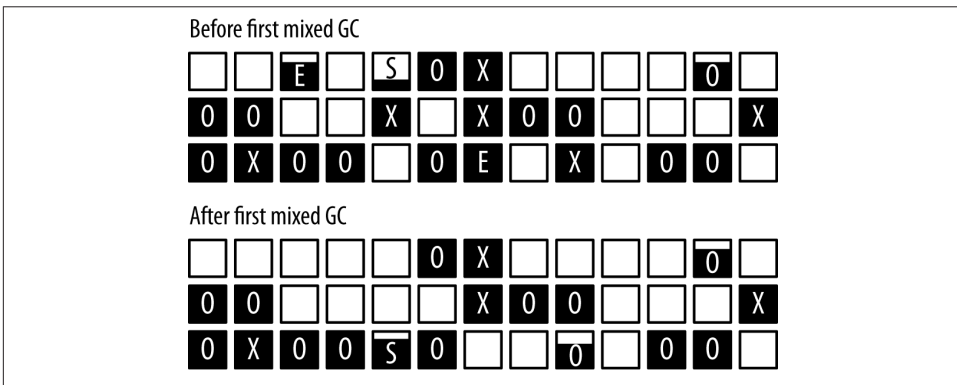 Before first mixed GC
E S O X O
O O X X O O X
O X O O O E X O O
After first mixed GC
O X O
O O X O O X
O X O O S O O O O